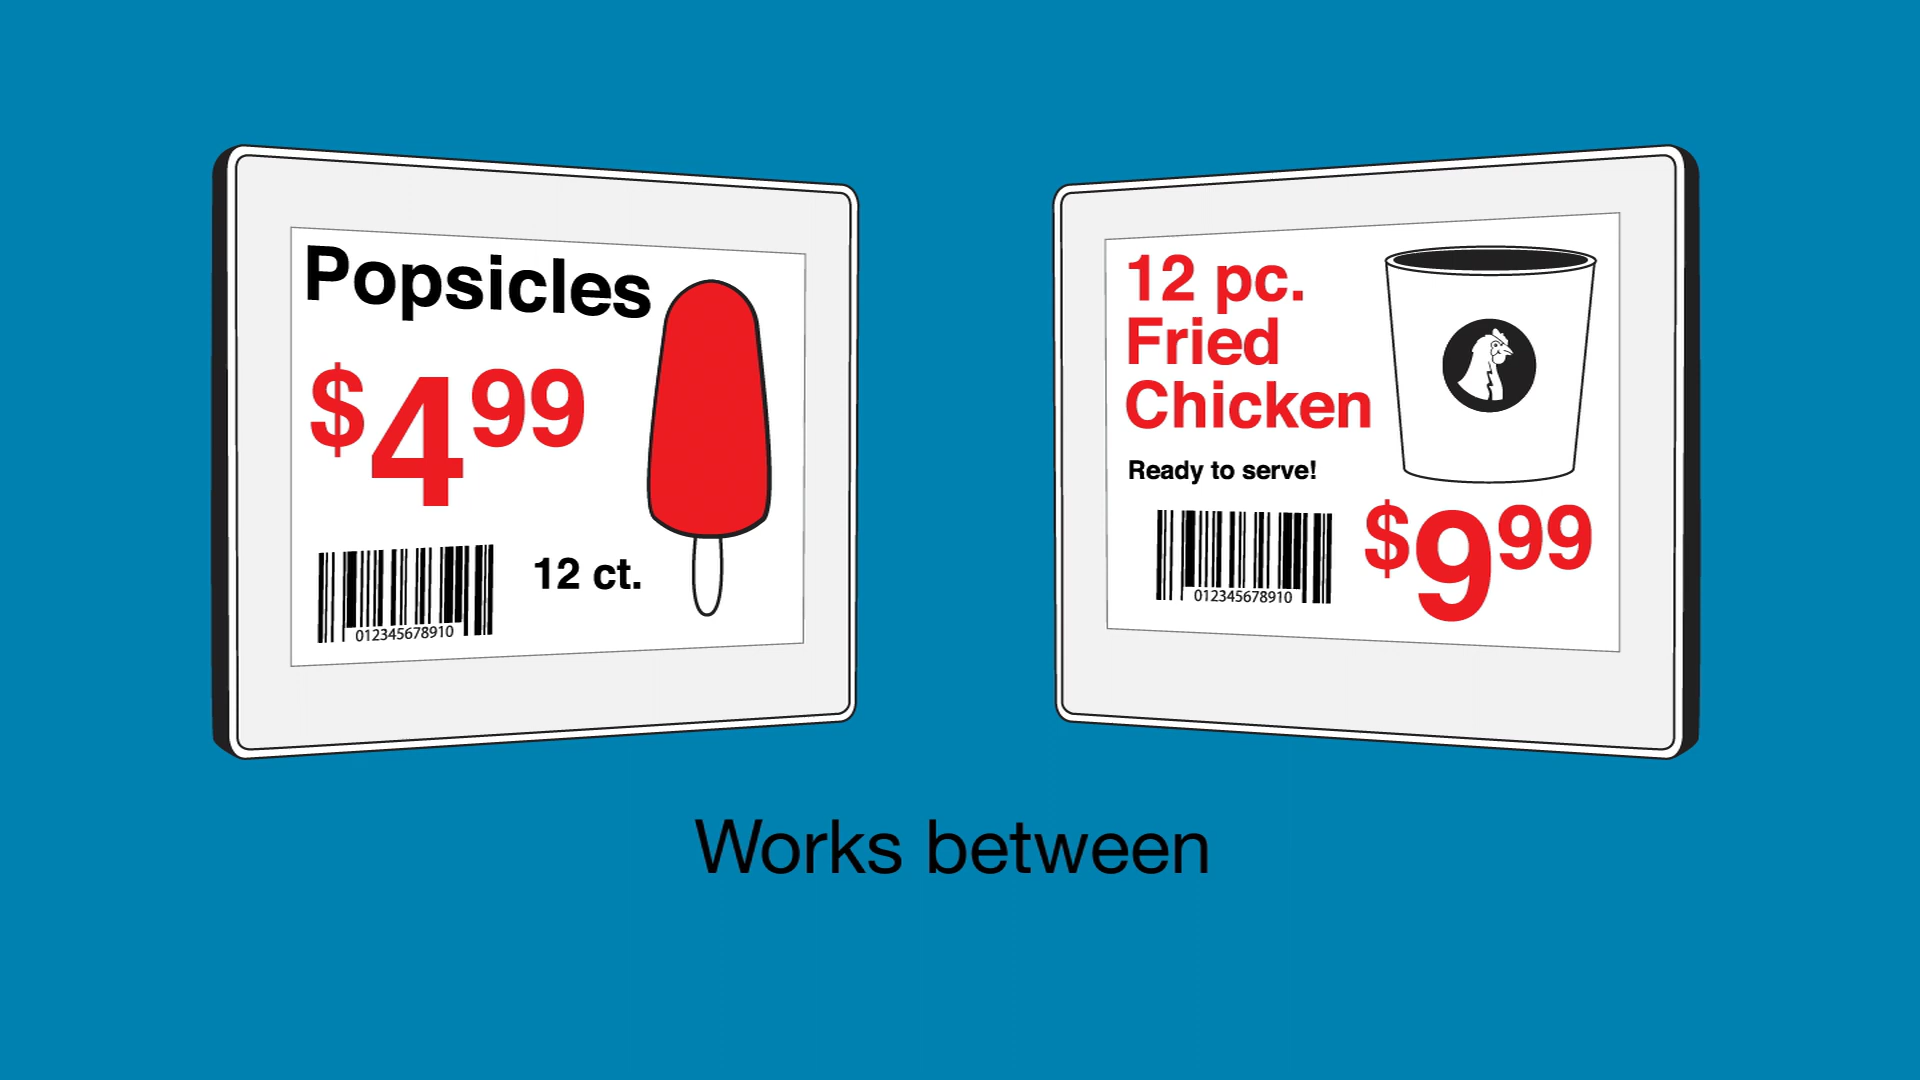 Popsicles
$4.99
012345678910
12 ct.
12 pc.
Fried
Chicken
Ready to serve!
012345678910
$9.99
Works between